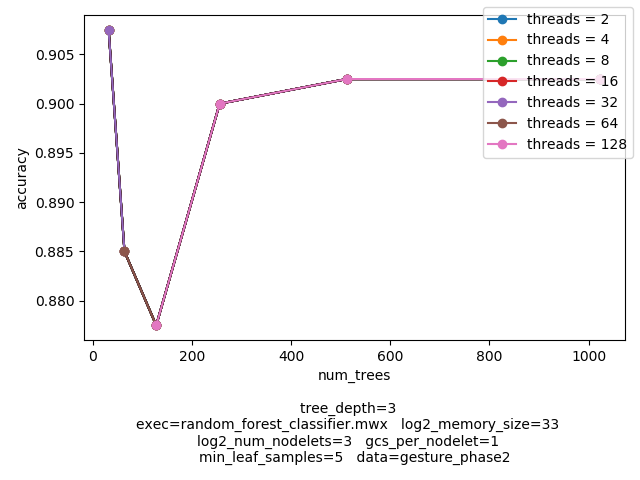 threads = 2
threads = 4
threads = 8
threads = 16
threads = 32
threads = 64
threads = 128
0.905
0.900
0.895
0.890
0.885
0.880
accuracy
0 200 400 600 800 1000
num_trees
tree_depth=3
exec=random_forest_classifier.mwx log2_memory_size=33
log2_num_nodelets=3 gcs_per_nodelet=1
min_leaf_samples=5 data=gesture_phase2